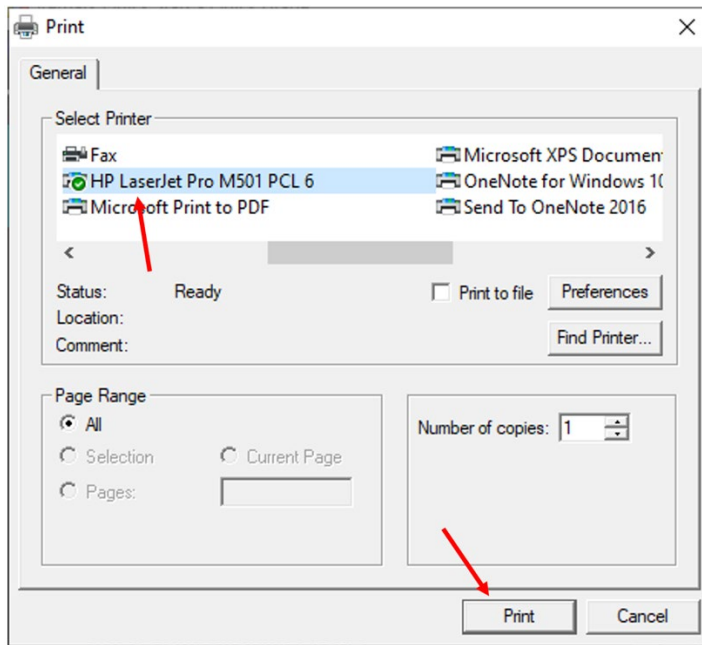 Print
General
Select Printer
Fax
HP LaserJet Pro M501 PCL 6
Microsoft Print to PDF
Microsoft XPS Documen
OneNote for Windows 10
Send To OneNote 2016
Status: Ready
Location:
Comment:
Print to file
Preferences
Find Printer...
Page Range
All
Selection
Current Page
Pages:
Number of copies: 1
Print
Cancel